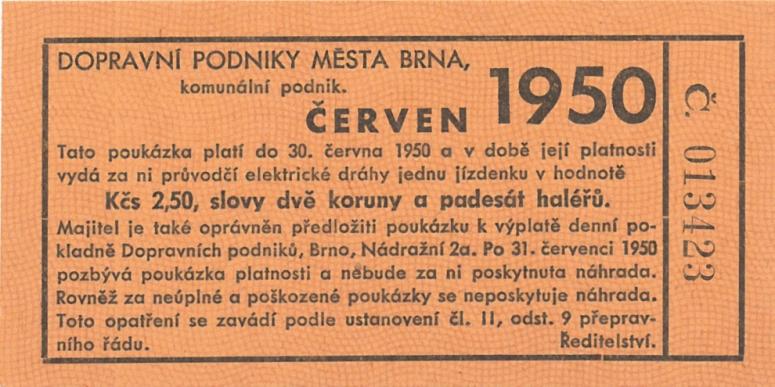 DOPRAVNÍ PODNIKY MĚSTA BRNA,
komunální podnik.
ČERVEN 1950
Tato poukázka platí do 30. června 1950 a v době její platnosti
vydá za ni průvodčí elektrické dráhy jednu jízdenku v hodnotě
Kčs 2,50, slovy dvě koruny a padesát haléřů.
Majitel je také oprávněn předložiti poukázku k výplatě denní po-
kladně Dopravních podniků, Brno, Nádražní 2a. Po 31. červenci 1950
pozbývá poukázka platnosti a nebude za ni poskytnuta náhrada.
Rovněž za neúplné a poškozené poukázky se neposkytuje náhrada.
Toto opatření se zavádí podle ustanovení čl. II, odst. 9 přeprav-
ního řádu. Ředitelství.
Č. 013423